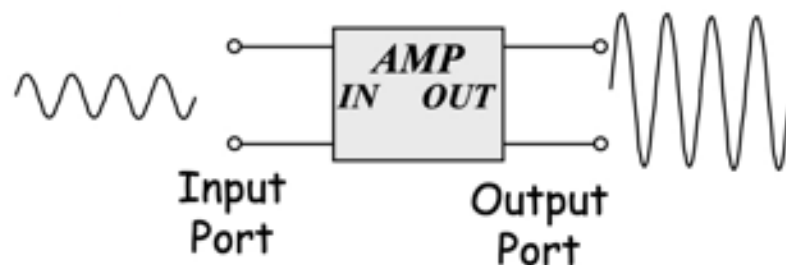 AMP
IN OUT
Input
Port
Output
Port